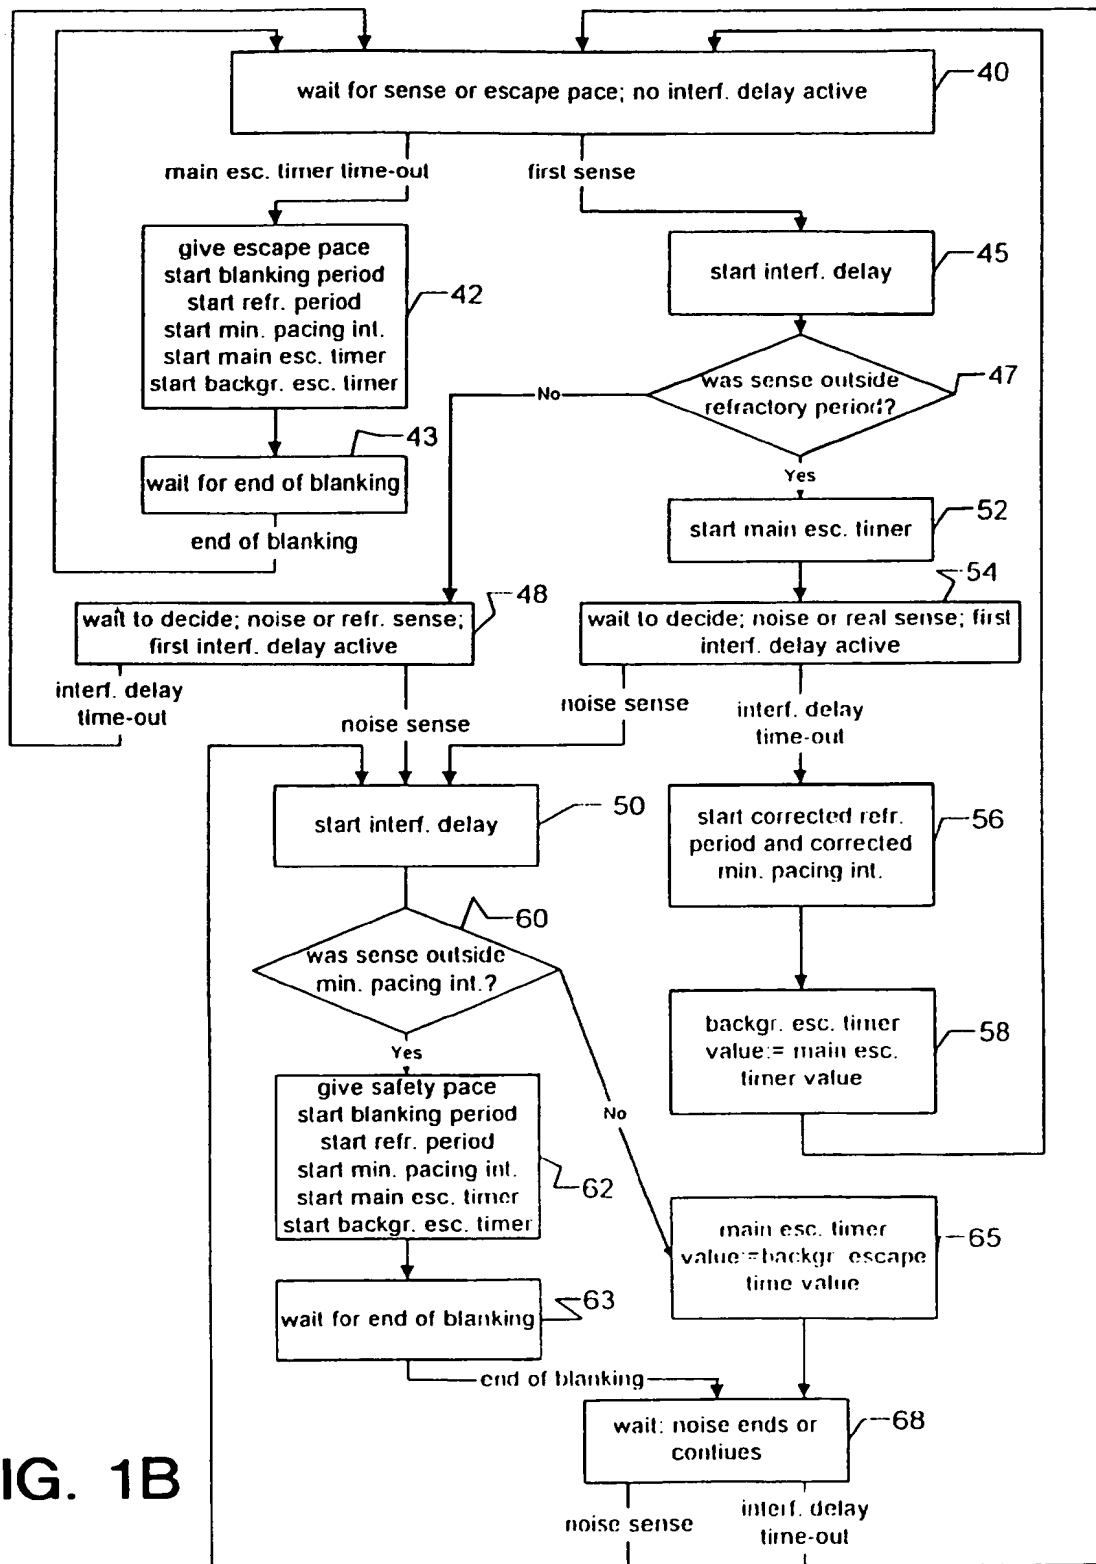 wait for sense or escape pace; no interf. delay active
40
main esc. timer time-out
first sense
give escape pace
start blanking period
start refr. period
start min. pacing int.
start main esc. timer
start backgr. esc. timer
42
start interf. delay
45
was sense outside
refractory period?
47
No
Yes
43
wait for end of blanking
end of blanking
start main esc. timer
52
54
wait to decide; noise or refr. sense;
first interf. delay active
48
wait to decide; noise or real sense; first
interf. delay active
interf. delay
time-out
noise sense
noise sense
interf. delay
time-out
start interf. delay
50
start corrected refr.
period and corrected
min. pacing int.
56
60
was sense outside
min. pacing int.?
Yes
No
backgr. esc. timer
value:= main esc.
timer value
58
give safety pace
start blanking period
start refr. period
start min. pacing int.
start main esc. timer
start backgr. esc. timer
62
main esc. timer
value:=backgr. escape
time value
65
wait for end of blanking
63
end of blanking
wait: noise ends or
contiues
68
IG. 1B
noise sense
interf. delay
time-out